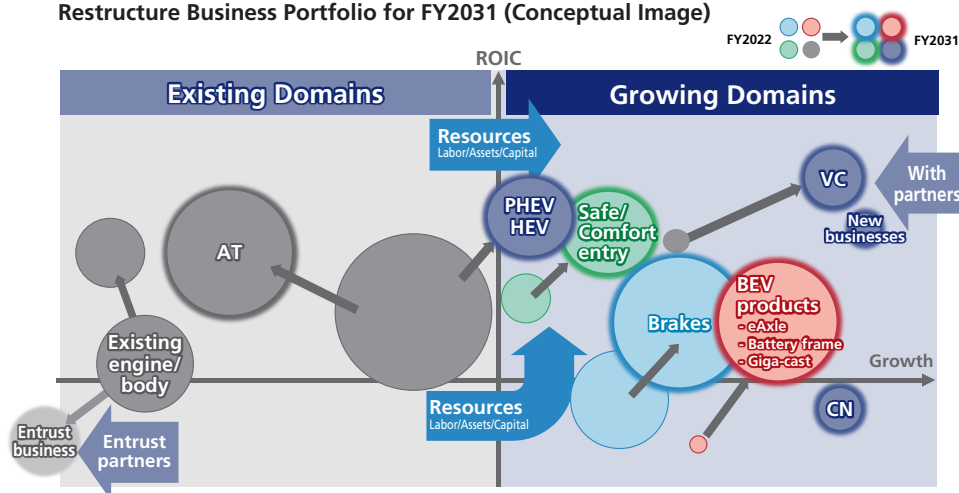 Restructure Business Portfolio for FY2031 (Conceptual Image)
FY2022
FY2031
ROIC
Existing Domains
Growing Domains
Resources
Labor/Assets/Capital
VC
With
partners
PHEV
HEV
Safe/
Comfort
entry
New
businesses
AT
BEV
products
- eAxle
- Battery frame
- Giga-cast
Brakes
Existing
engine/
body
Growth
Resources
Labor/Assets/Capital
CN
Entrust
business
Entrust
partners